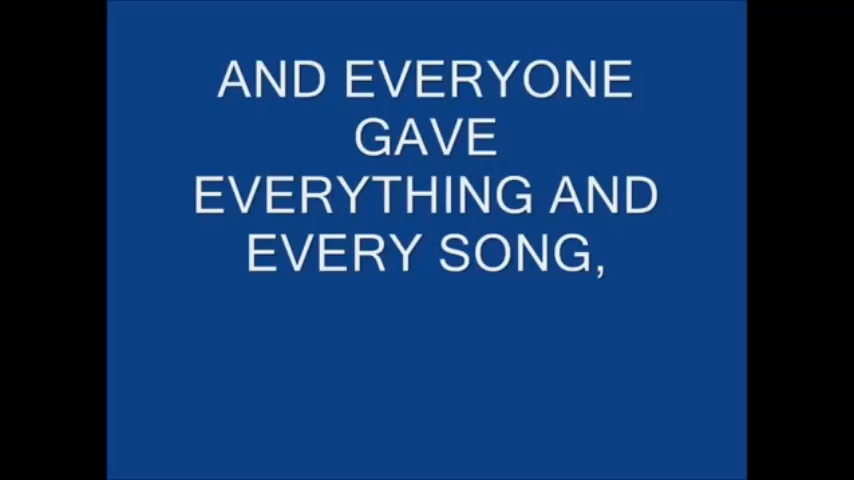 AND EVERYONE
GAVE
EVERYTHING AND
EVERY SONG,